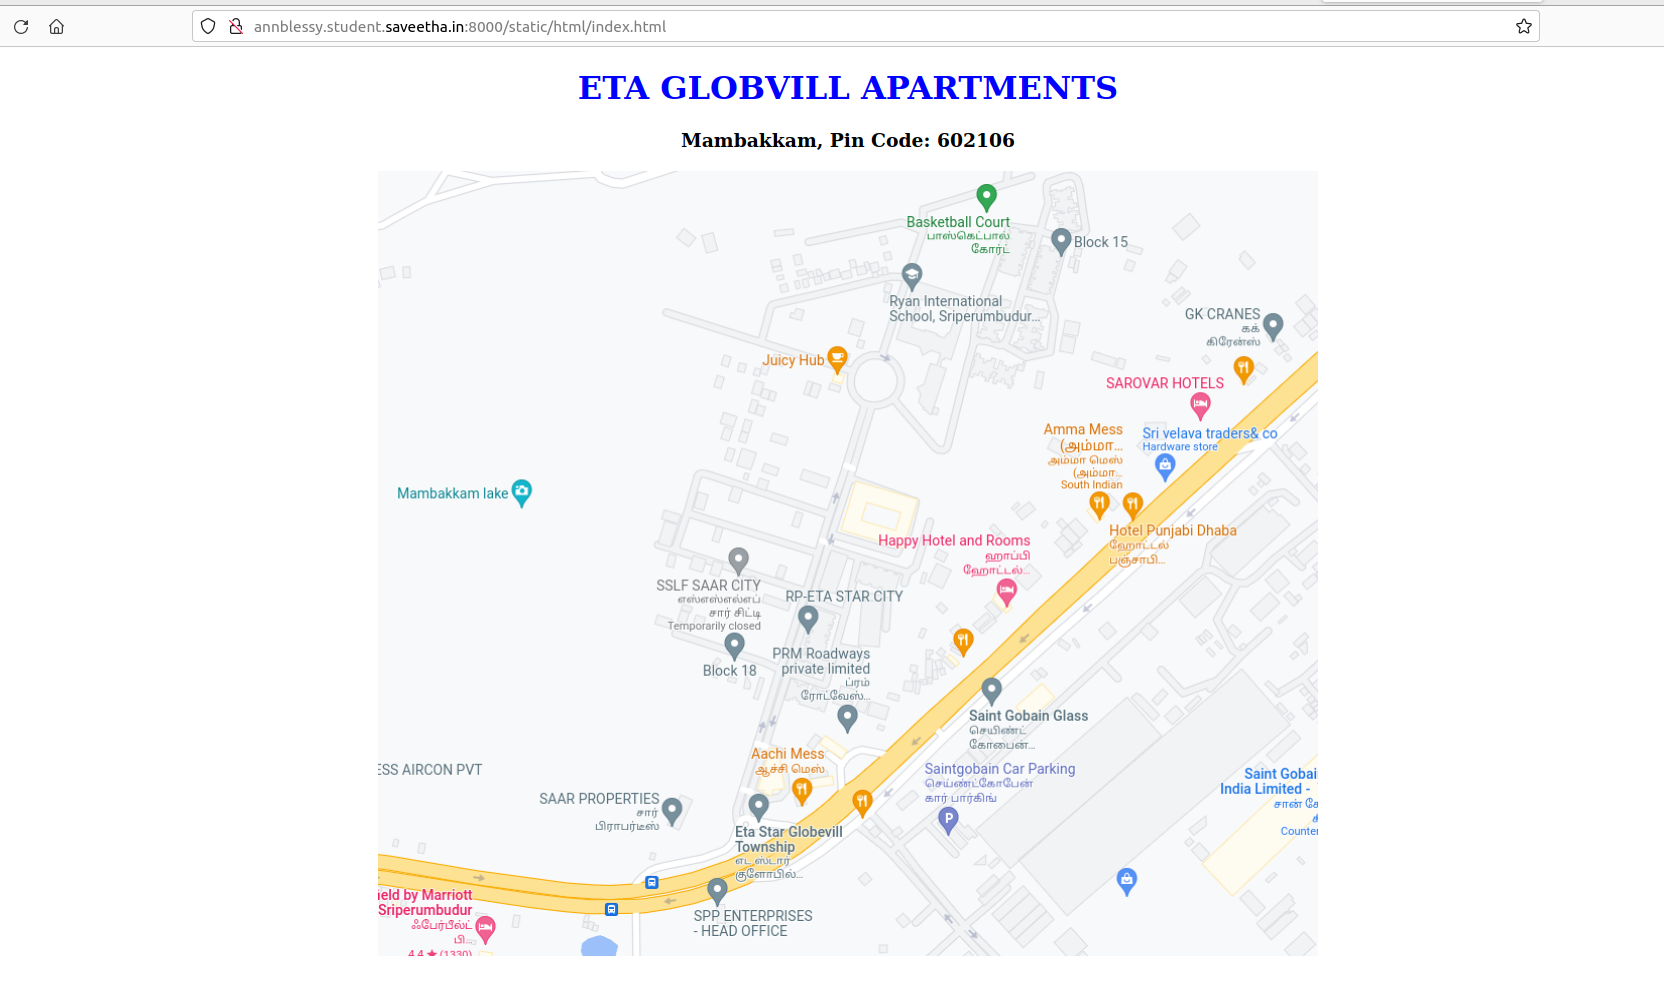 annblessy.student.saveetha.in:8000/static/html/index.html
ETA GLOBVILL APARTMENTS
Mambakkam, Pin Code: 602106
Basketball Court
பாஸ்கெட்பால்
கோர்ட்
Block 15
Ryan International
School, Sriperumbudur...
GK CRANES
கக்
கிரேன்ஸ்
Juicy Hub
SAROVAR HOTELS
Amma Mess
(அம்மா...
அம்மா மெஸ்
(அம்மா...
South Indian
Sri velava traders& co
Hardware store
Mambakkam lake
Hotel Punjabi Dhaba
ஹோட்டல்
பஞ்சாபி...
Happy Hotel and Rooms
ஹாப்பி
ஹோட்டல்...
SSLF SAAR CITY
எஸ்எஸ்எல்எப்
சார் சிட்டி
Temporarily closed
RP-ETA STAR CITY
Block 18
PRM Roadways
private limited
ப்ரம்
ரோட்வேஸ்...
Saint Gobain Glass
செயிண்ட்
கோபைன்...
Aachi Mess
ஆச்சி மெஸ்
Saintgobain Car Parking
செய்ண்ட்கோபேன்
கார் பார்கிங்
P
ESS AIRCON PVT
Saint Gobai
India Limited -
சான் கே
Counter
SAAR PROPERTIES
சார்
பிராபர்டீஸ்
Eta Star Globevill
Township
எட ஸ்டார்
குளோபில்...
ield by Marriott
Sriperumbudur
ஃபேர்பீல்ட்
பி...
4.4 ★ (1330)
SPP ENTERPRISES
- HEAD OFFICE